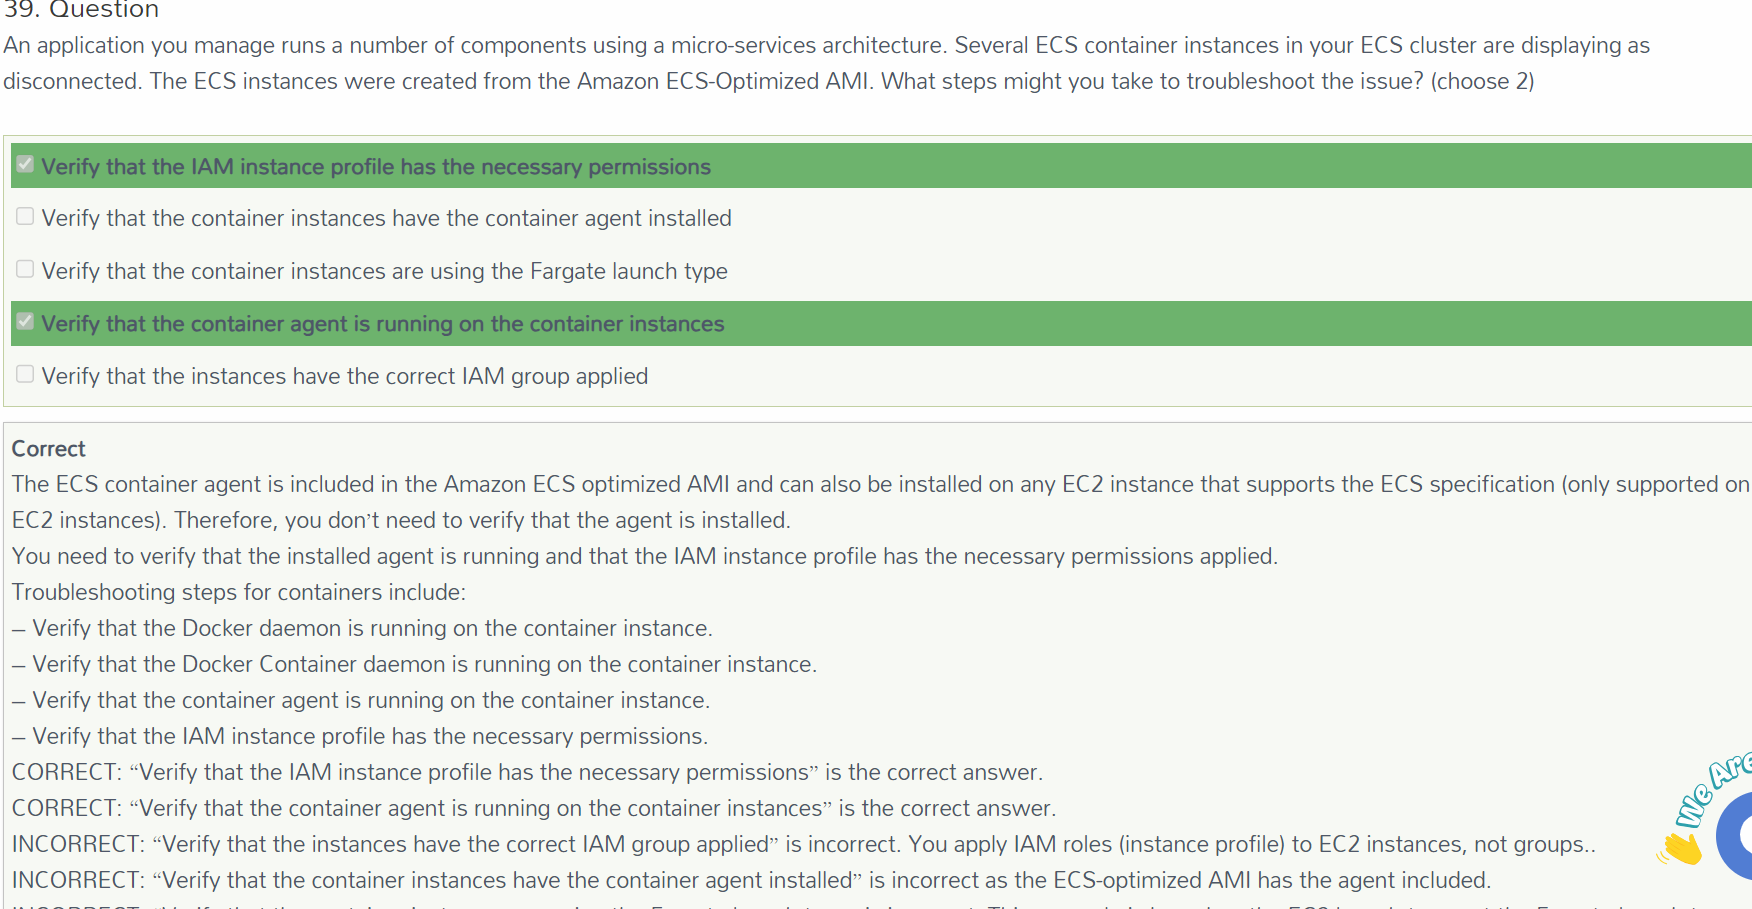 39. Question
An application you manage runs a number of components using a micro-services architecture. Several ECS container instances in your ECS cluster are displaying as
disconnected. The ECS instances were created from the Amazon ECS-Optimized AMI. What steps might you take to troubleshoot the issue? (choose 2)
Verify that the IAM instance profile has the necessary permissions
Verify that the container instances have the container agent installed
Verify that the container instances are using the Fargate launch type
Verify that the container agent is running on the container instances
Verify that the instances have the correct IAM group applied
Correct
The ECS container agent is included in the Amazon ECS optimized AMI and can also be installed on any EC2 instance that supports the ECS specification (only supported on
EC2 instances). Therefore, you don’t need to verify that the agent is installed.
You need to verify that the installed agent is running and that the IAM instance profile has the necessary permissions applied.
Troubleshooting steps for containers include:
– Verify that the Docker daemon is running on the container instance.
– Verify that the Docker Container daemon is running on the container instance.
– Verify that the container agent is running on the container instance.
– Verify that the IAM instance profile has the necessary permissions.
CORRECT: “Verify that the IAM instance profile has the necessary permissions” is the correct answer.
CORRECT: “Verify that the container agent is running on the container instances” is the correct answer.
INCORRECT: “Verify that the instances have the correct IAM group applied” is incorrect. You apply IAM roles (instance profile) to EC2 instances, not groups..
INCORRECT: “Verify that the container instances have the container agent installed” is incorrect as the ECS-optimized AMI has the agent included.
We Are